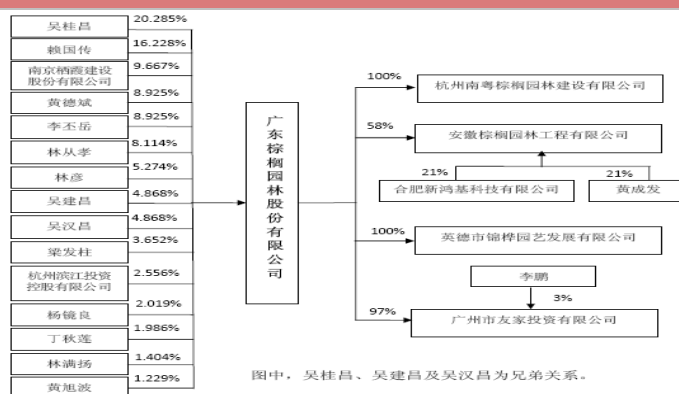 吴桂昌
20.285%
赖国传
16.228%
南京栖霞建设
股份有限公司
9.667%
黄德斌
8.925%
李丕岳
8.925%
林从孝
8.114%
林彦
5.274%
吴建昌
4.868%
吴汉昌
4.868%
梁发柱
3.652%
杭州滨江投资
控股有限公司
2.556%
杨镜良
2.019%
丁秋莲
1.986%
林满扬
1.404%
黄旭波
1.229%
广东棕榈园林股份有限公司
100%
杭州南粤棕榈园林建设有限公司
58%
安徽棕榈园林工程有限公司
21%
21%
合肥新鸿基科技有限公司
黄成发
100%
英德市锦桦园艺发展有限公司
李鹏
3%
97%
广州市友家投资有限公司
图中，吴桂昌、吴建昌及吴汉昌为兄弟关系。